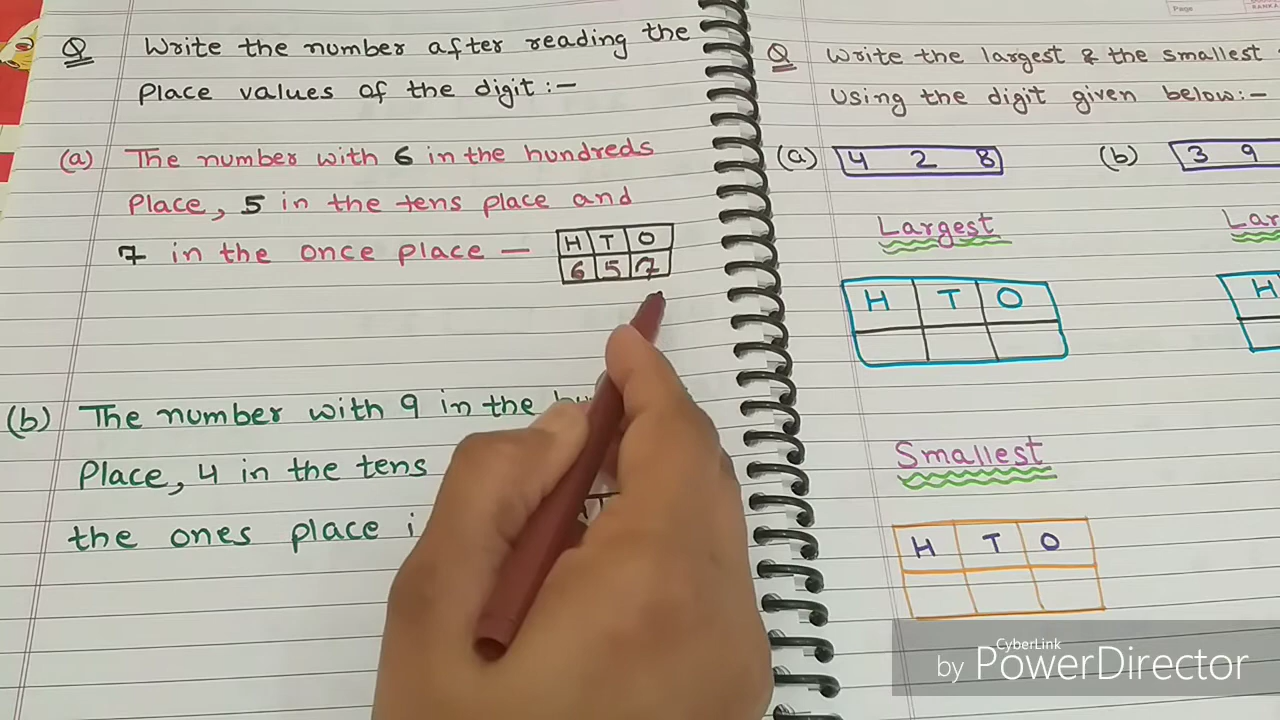 Q Write the number after reading the
Place values of the digit :-
(a) The number with 6 in the hundreds
Place, 5 in the tens place and
7 in the once place -
H T O
6 5 7
(b) The number with 9 in the
Place, 4 in the tens
the ones place
Q Write the largest & the smallest
Using the digit given below :-
(a) 4 2 8
(b) 3 9
Largest
H T O
H
Smallest
H T O
Page
CyberLink
by PowerDirector